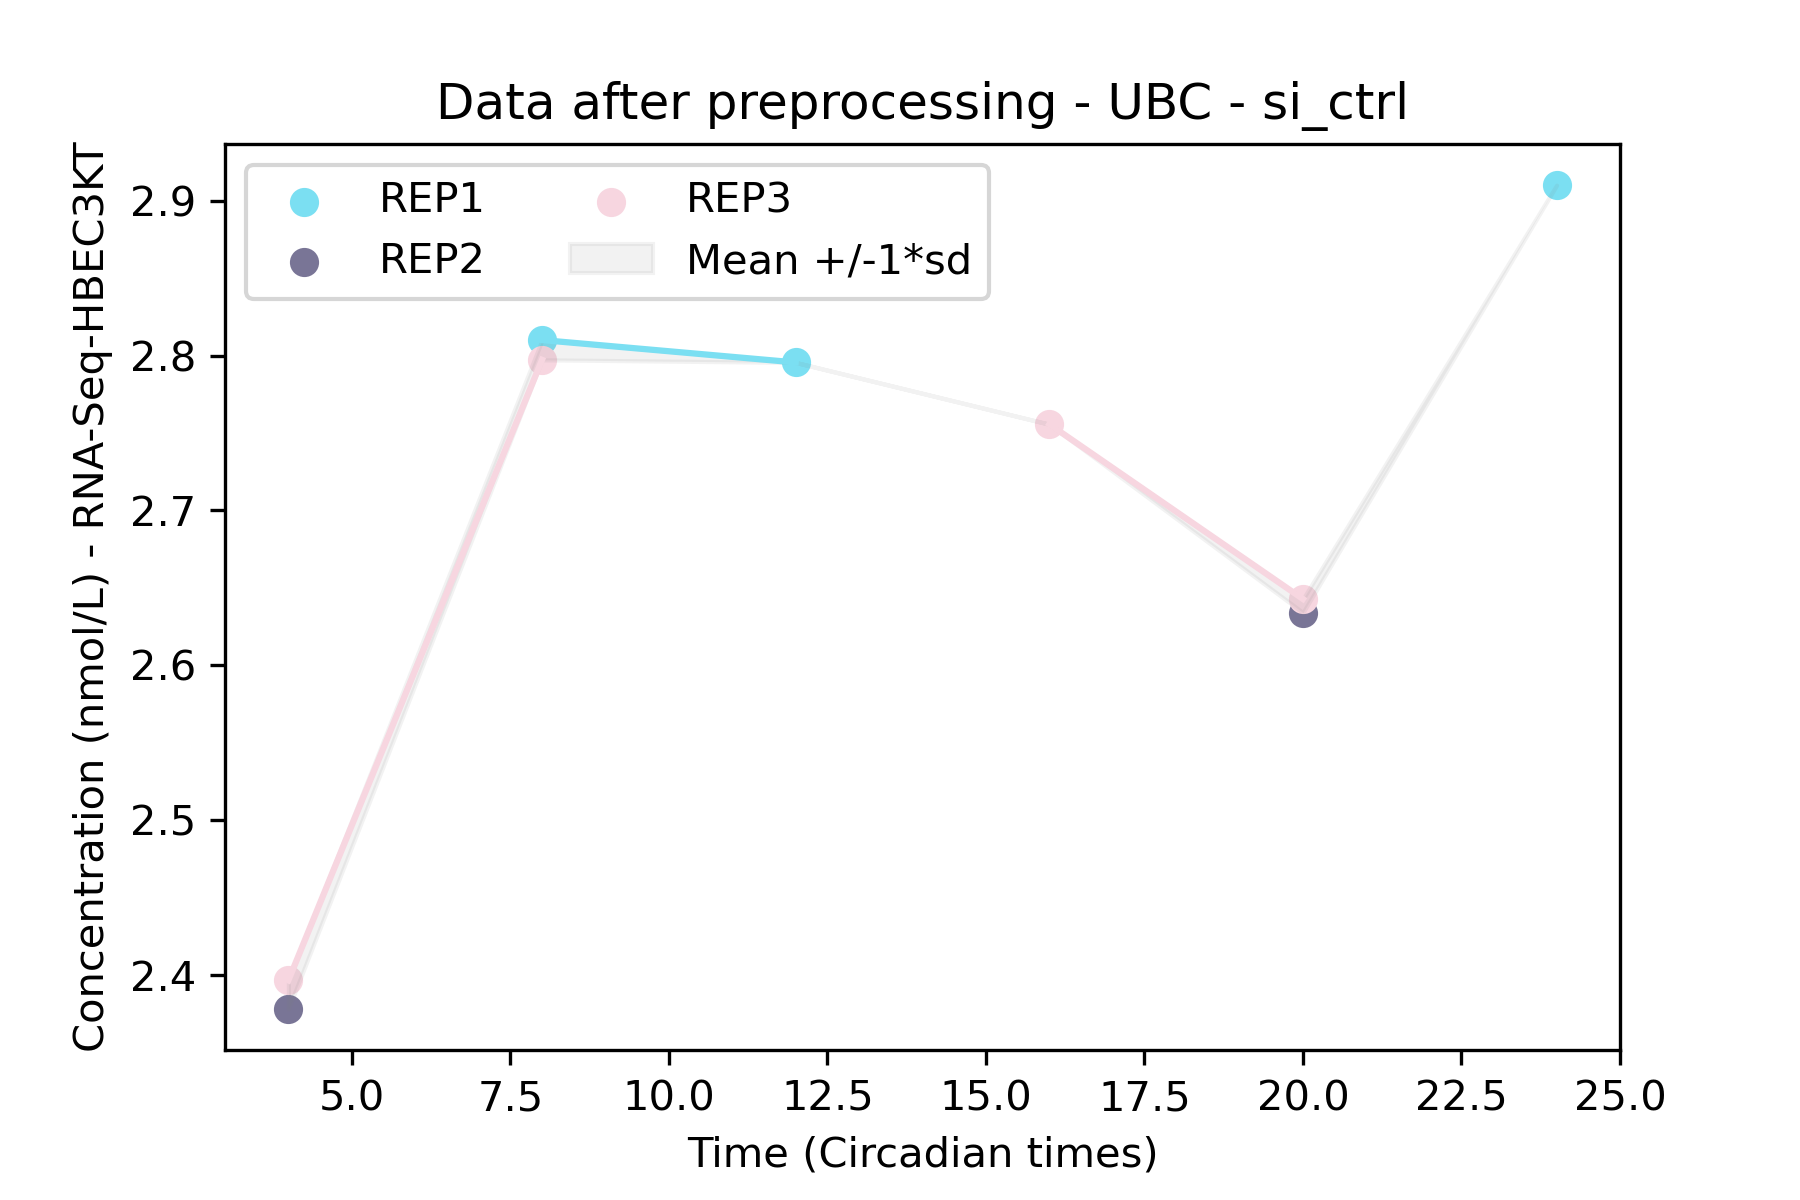 Data after preprocessing - UBC - si_ctrl
Concentration (nmol/L) - RNA-Seq-HBEC3KT
REP1
REP2
REP3
Mean +/-1*sd
2.9
2.8
2.7
2.6
2.5
2.4
5.0 7.5 10.0 12.5 15.0 17.5 20.0 22.5 25.0
Time (Circadian times)